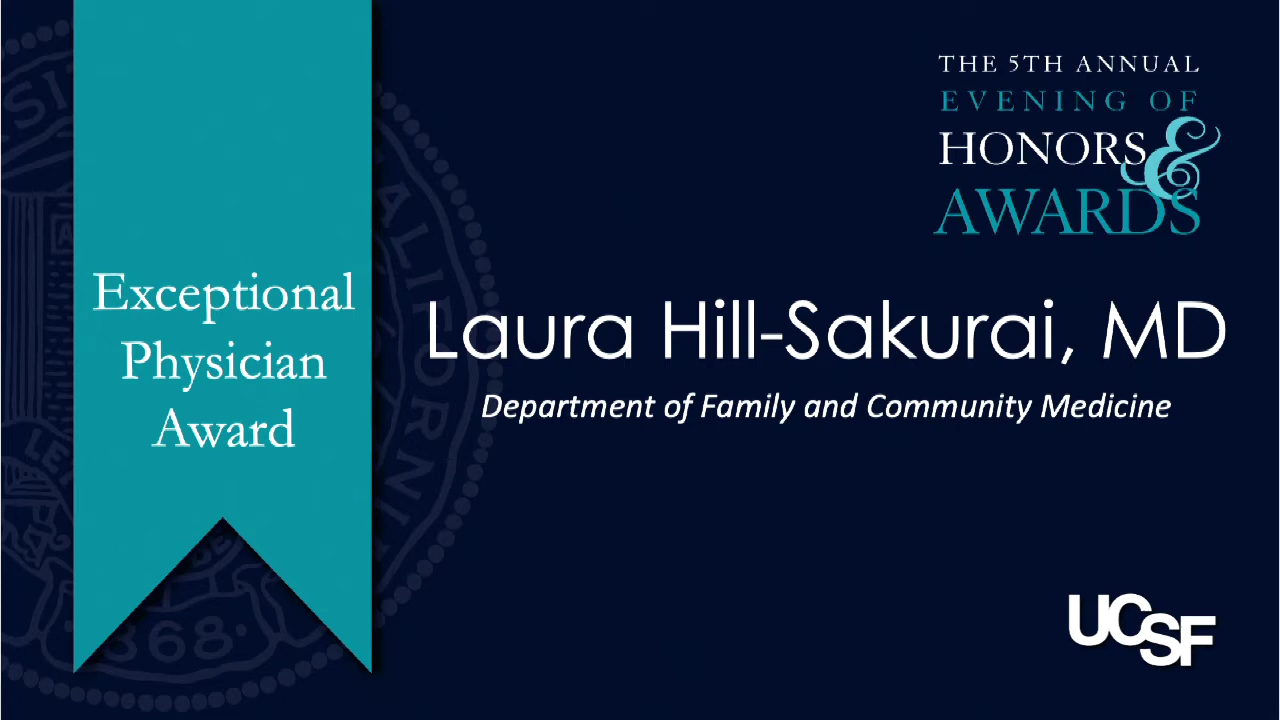 THE 5TH ANNUAL
EVENING OF
HONORS &
AWARDS
Exceptional
Physician
Award
Laura Hill-Sakurai, MD
Department of Family and Community Medicine
UCSF
868